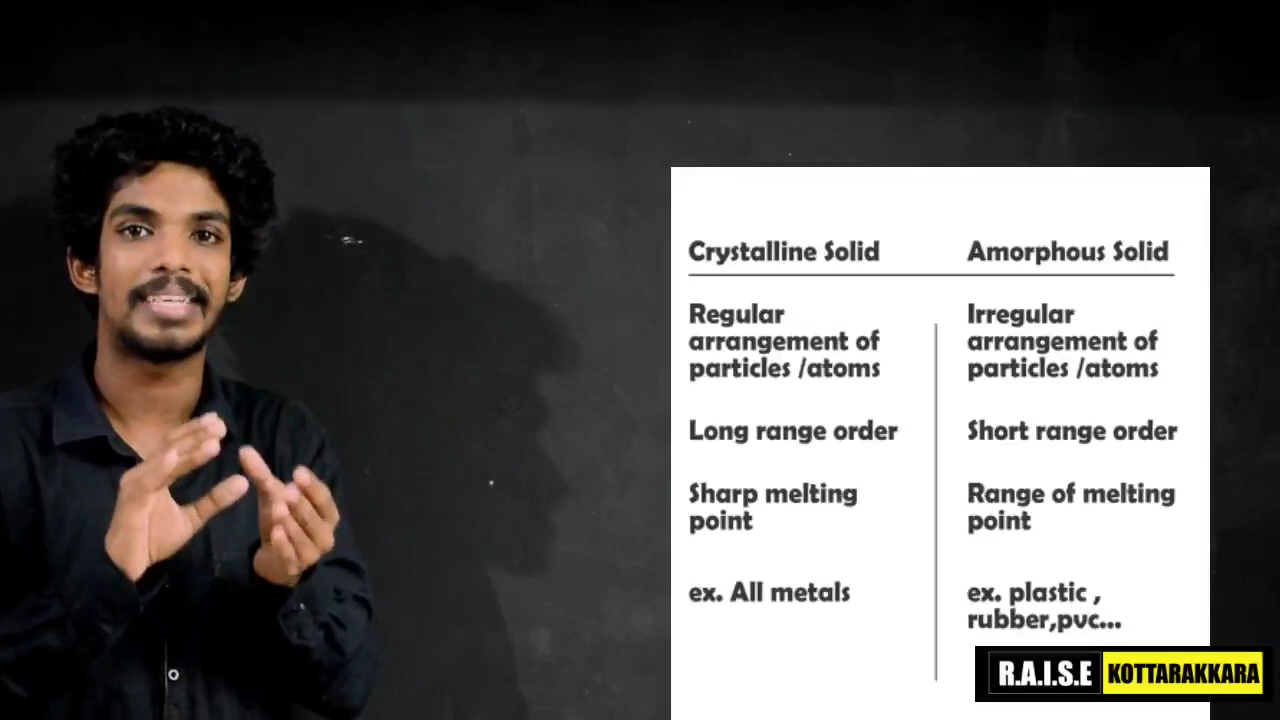 Crystalline Solid
Amorphous Solid
Regular
arrangement of
particles /atoms
Irregular
arrangement of
particles /atoms
Long range order
Short range order
Sharp melting
point
Range of melting
point
ex. All metals
ex. plastic ,
rubber,pvc...
R.A.I.S.E KOTTARAKKARA